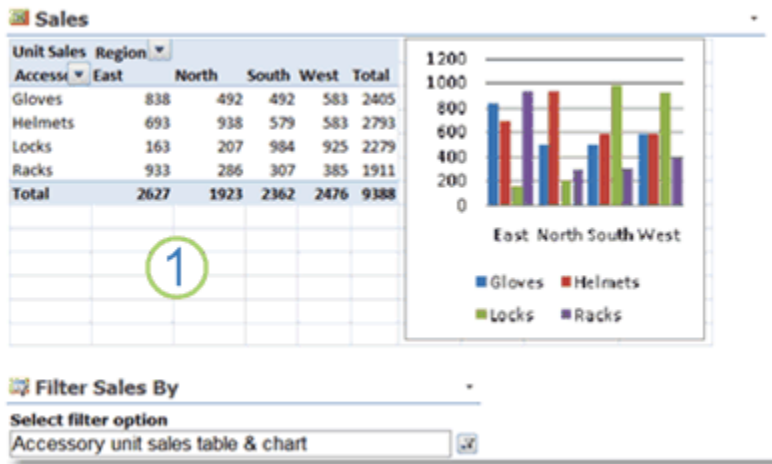 Sales
Unit Sales Region
Accesso East North South West Total
Gloves 838 492 492 583 2405
Helmets 693 938 579 583 2793
Locks 163 207 984 925 2279
Racks 933 286 307 385 1911
Total 2627 1923 2362 2476 9388
1
1200
1000
800
600
400
200
0
East North South West
Gloves Helmets
Locks Racks
Filter Sales By
Select filter option
Accessory unit sales table & chart